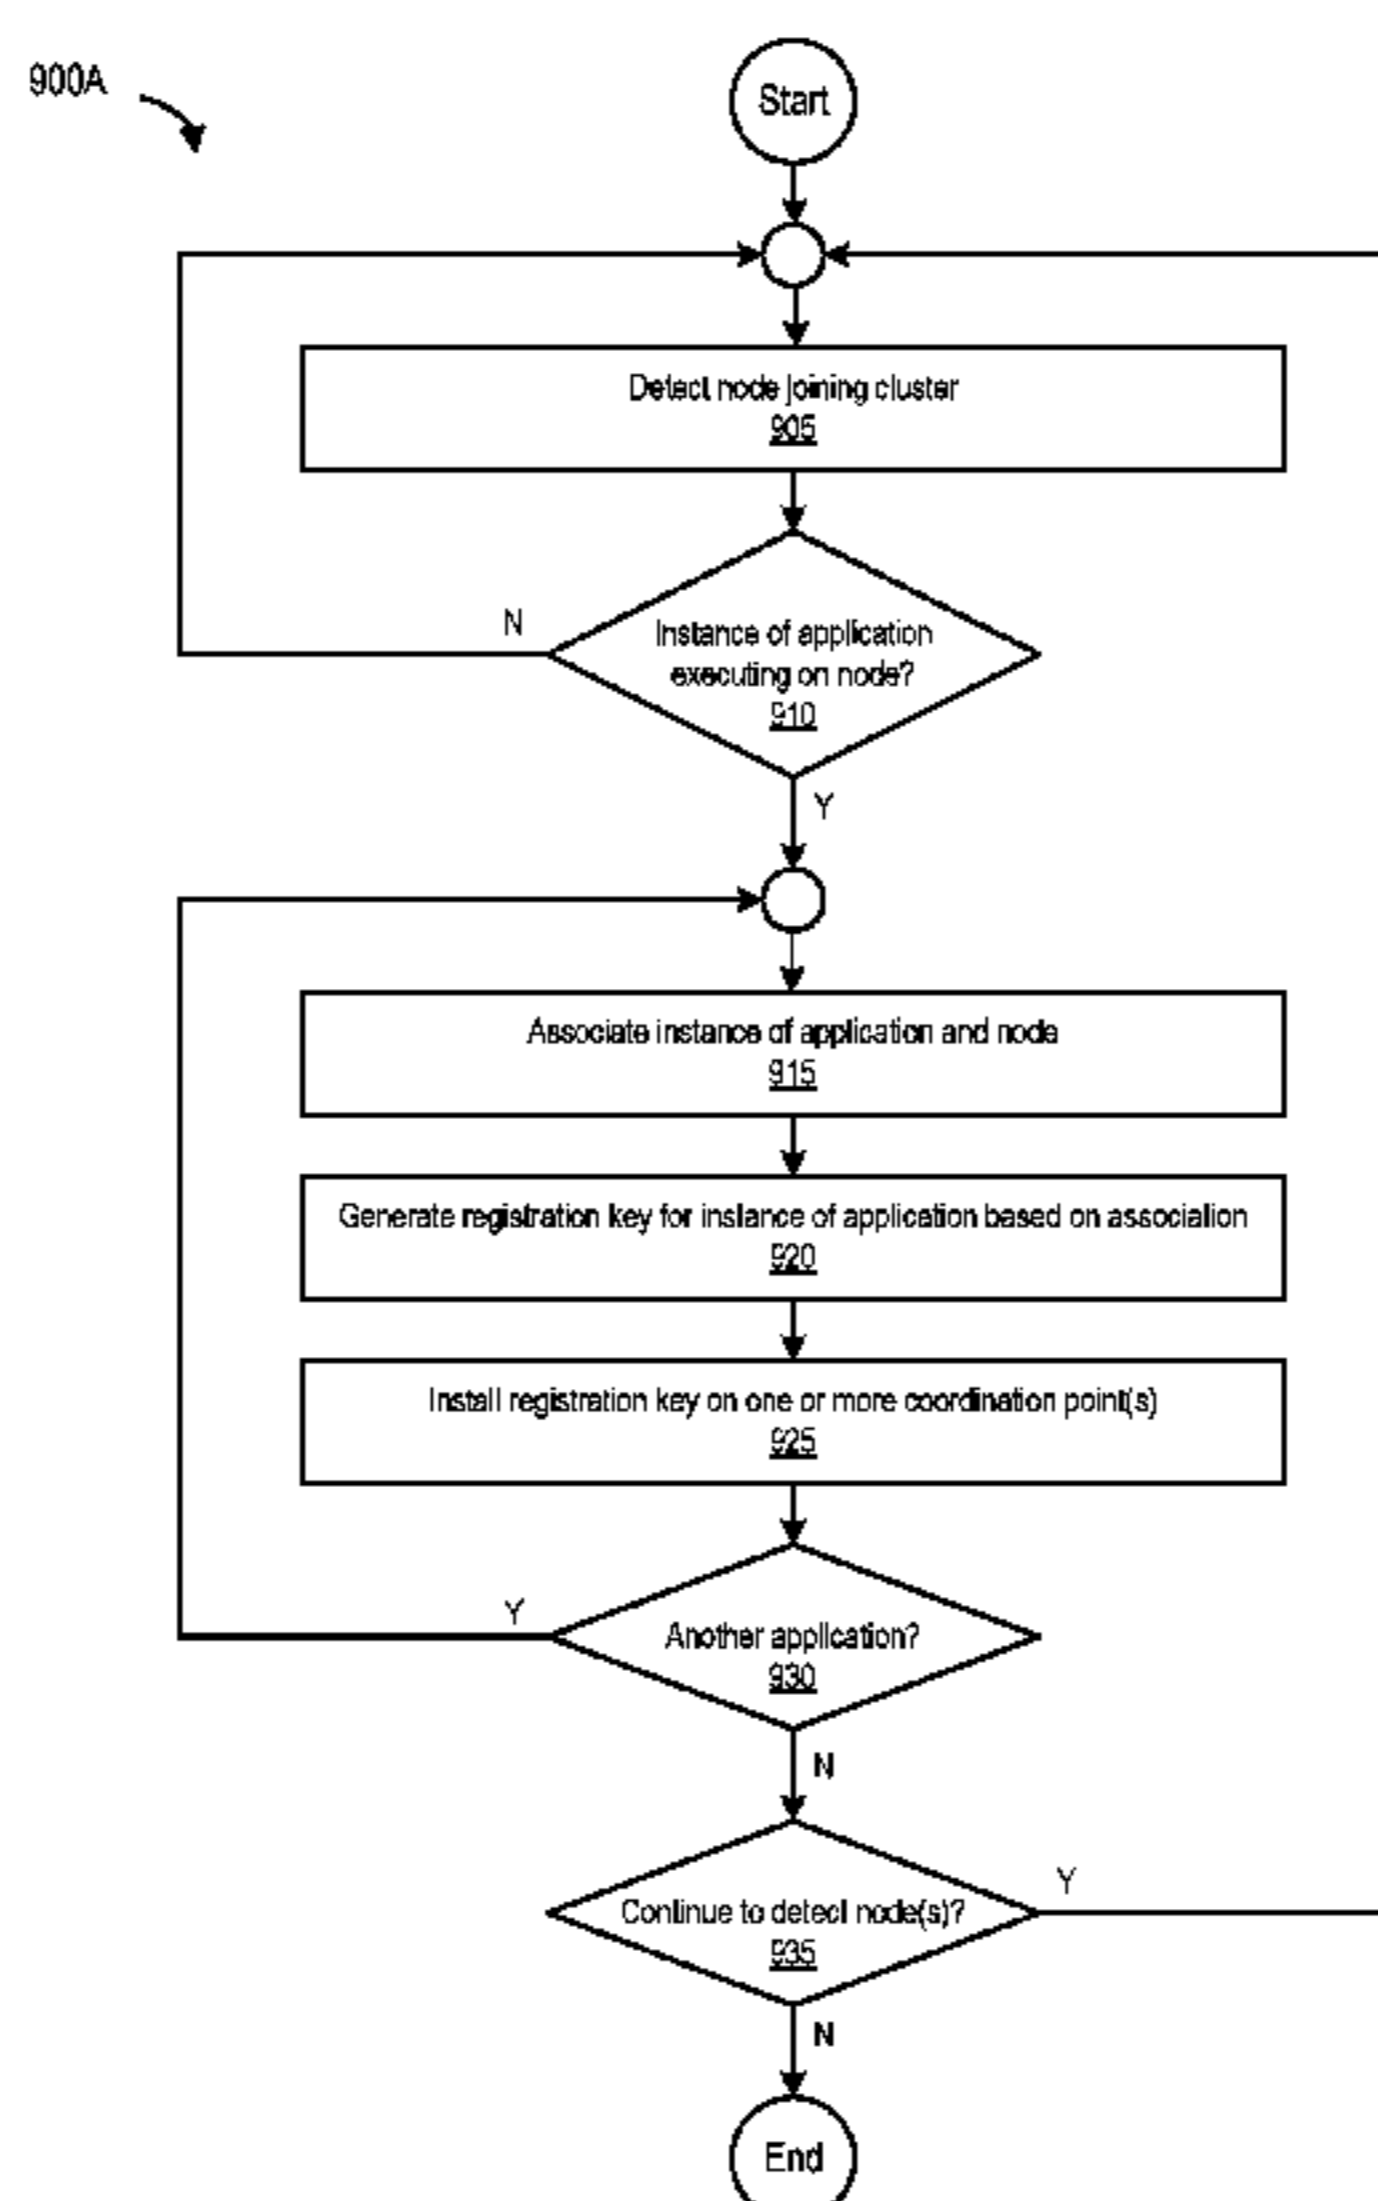 900A
Start
Detect node joining cluster
905
N
Instance of application
executing on node?
910
Y
Associate instance of application and node
915
Generate registration key for instance of application based on association
920
Install registration key on one or more coordination point(s)
925
Y
Another application?
930
N
Y
Continue to detect node(s)?
935
N
End